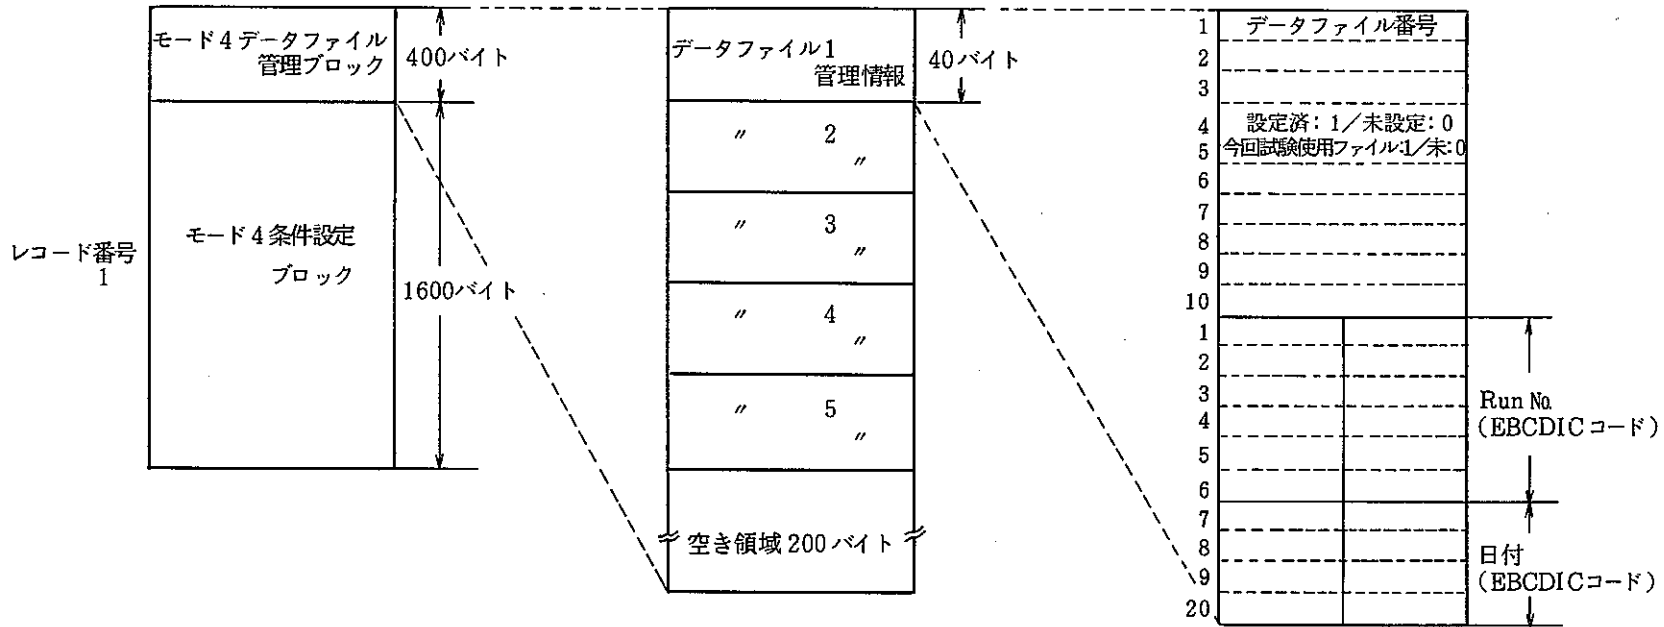 レコード番号
1
モード4データファイル
管理ブロック
400バイト
モード4条件設定
ブロック
1600バイト
データファイル1
管理情報
40バイト
〃 2
〃
〃 3
〃
〃 4
〃
〃 5
〃
空き領域200バイト
1 データファイル番号
2
3
4 設定済：1／未設定：0
5 今回試験使用ファイル:1／未:0
6
7
8
9
10
1
2
3
4
5
6
7
8
9
20
Run No.
(EBCDICコード)
日付
(EBCDICコード)